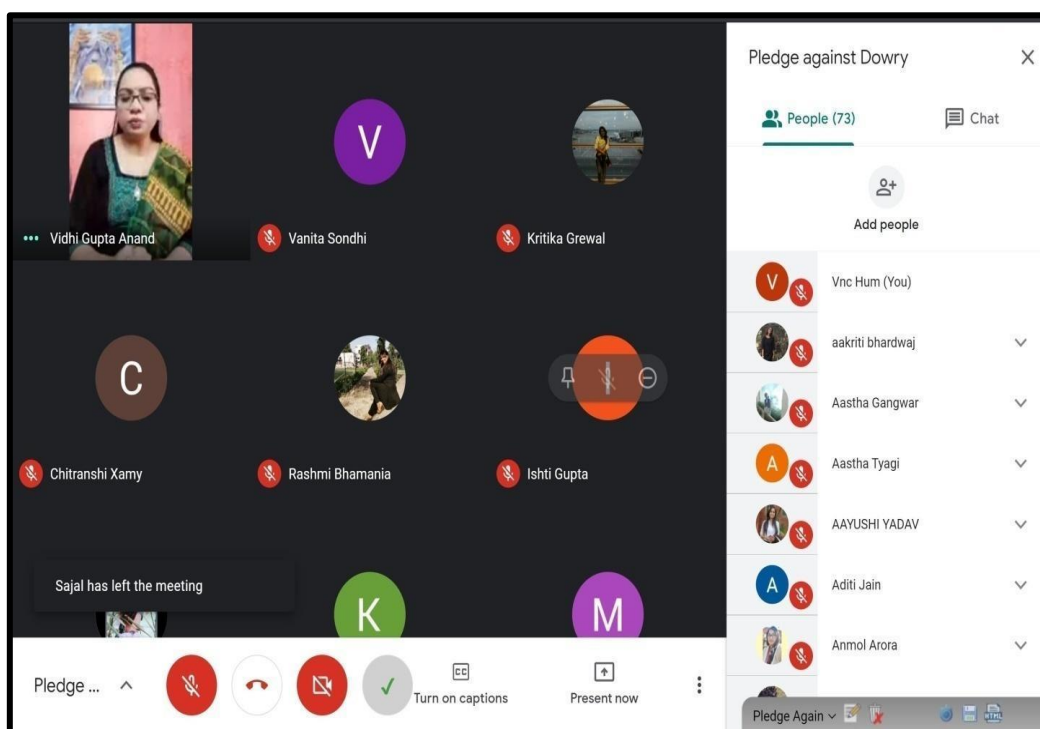 Vidhi Gupta Anand
V
Vanita Sondhi
Kritika Grewal
C
Chitranshi Xamy
Rashmi Bhamania
Ishti Gupta
Sajal has left the meeting
K
M
Pledge ...
CC
Turn on captions
Present now
Pledge against Dowry
People (73)
Chat
Add people
V
Vnc Hum (You)
aakriti bhardwaj
Aastha Gangwar
A
Aastha Tyagi
AAYUSHI YADAV
A
Aditi Jain
Anmol Arora
Pledge Again
HTML